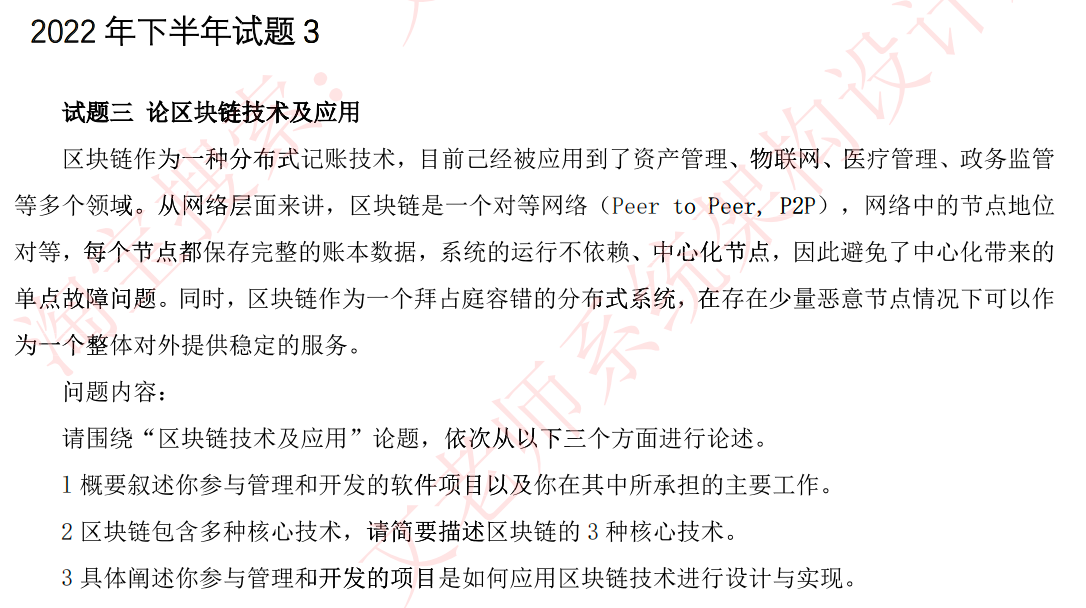 2022 年下半年试题 3
试题三 论区块链技术及应用
区块链作为一种分布式记账技术，目前己经被应用到了资产管理、物联网、医疗管理、政务监管
等多个领域。从网络层面来讲，区块链是一个对等网络（Peer to Peer, P2P），网络中的节点地位
对等，每个节点都保存完整的账本数据，系统的运行不依赖、中心化节点，因此避免了中心化带来的
单点故障问题。同时，区块链作为一个拜占庭容错的分布式系统，在存在少量恶意节点情况下可以作
为一个整体对外提供稳定的服务。
问题内容：
请围绕“区块链技术及应用”论题，依次从以下三个方面进行论述。
1 概要叙述你参与管理和开发的软件项目以及你在其中所承担的主要工作。
2 区块链包含多种核心技术，请简要描述区块链的 3 种核心技术。
3 具体阐述你参与管理和开发的项目是如何应用区块链技术进行设计与实现。
淘宝搜索：
文老师系统架构设计